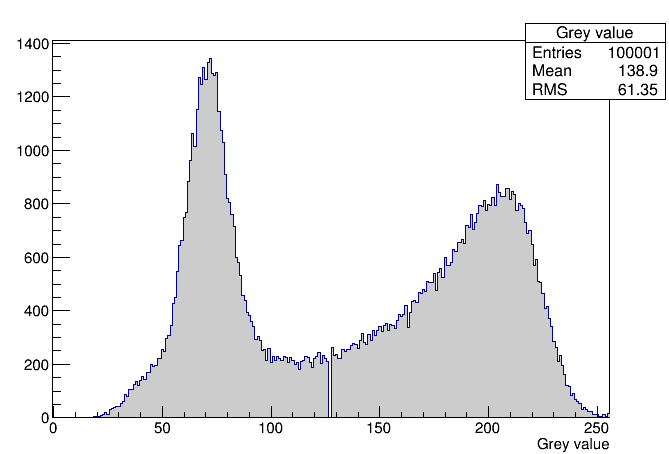 Grey value
Entries 100001
Mean 138.9
RMS 61.35
1400
1200
1000
800
600
400
200
0
0 50 100 150 200 250
Grey value